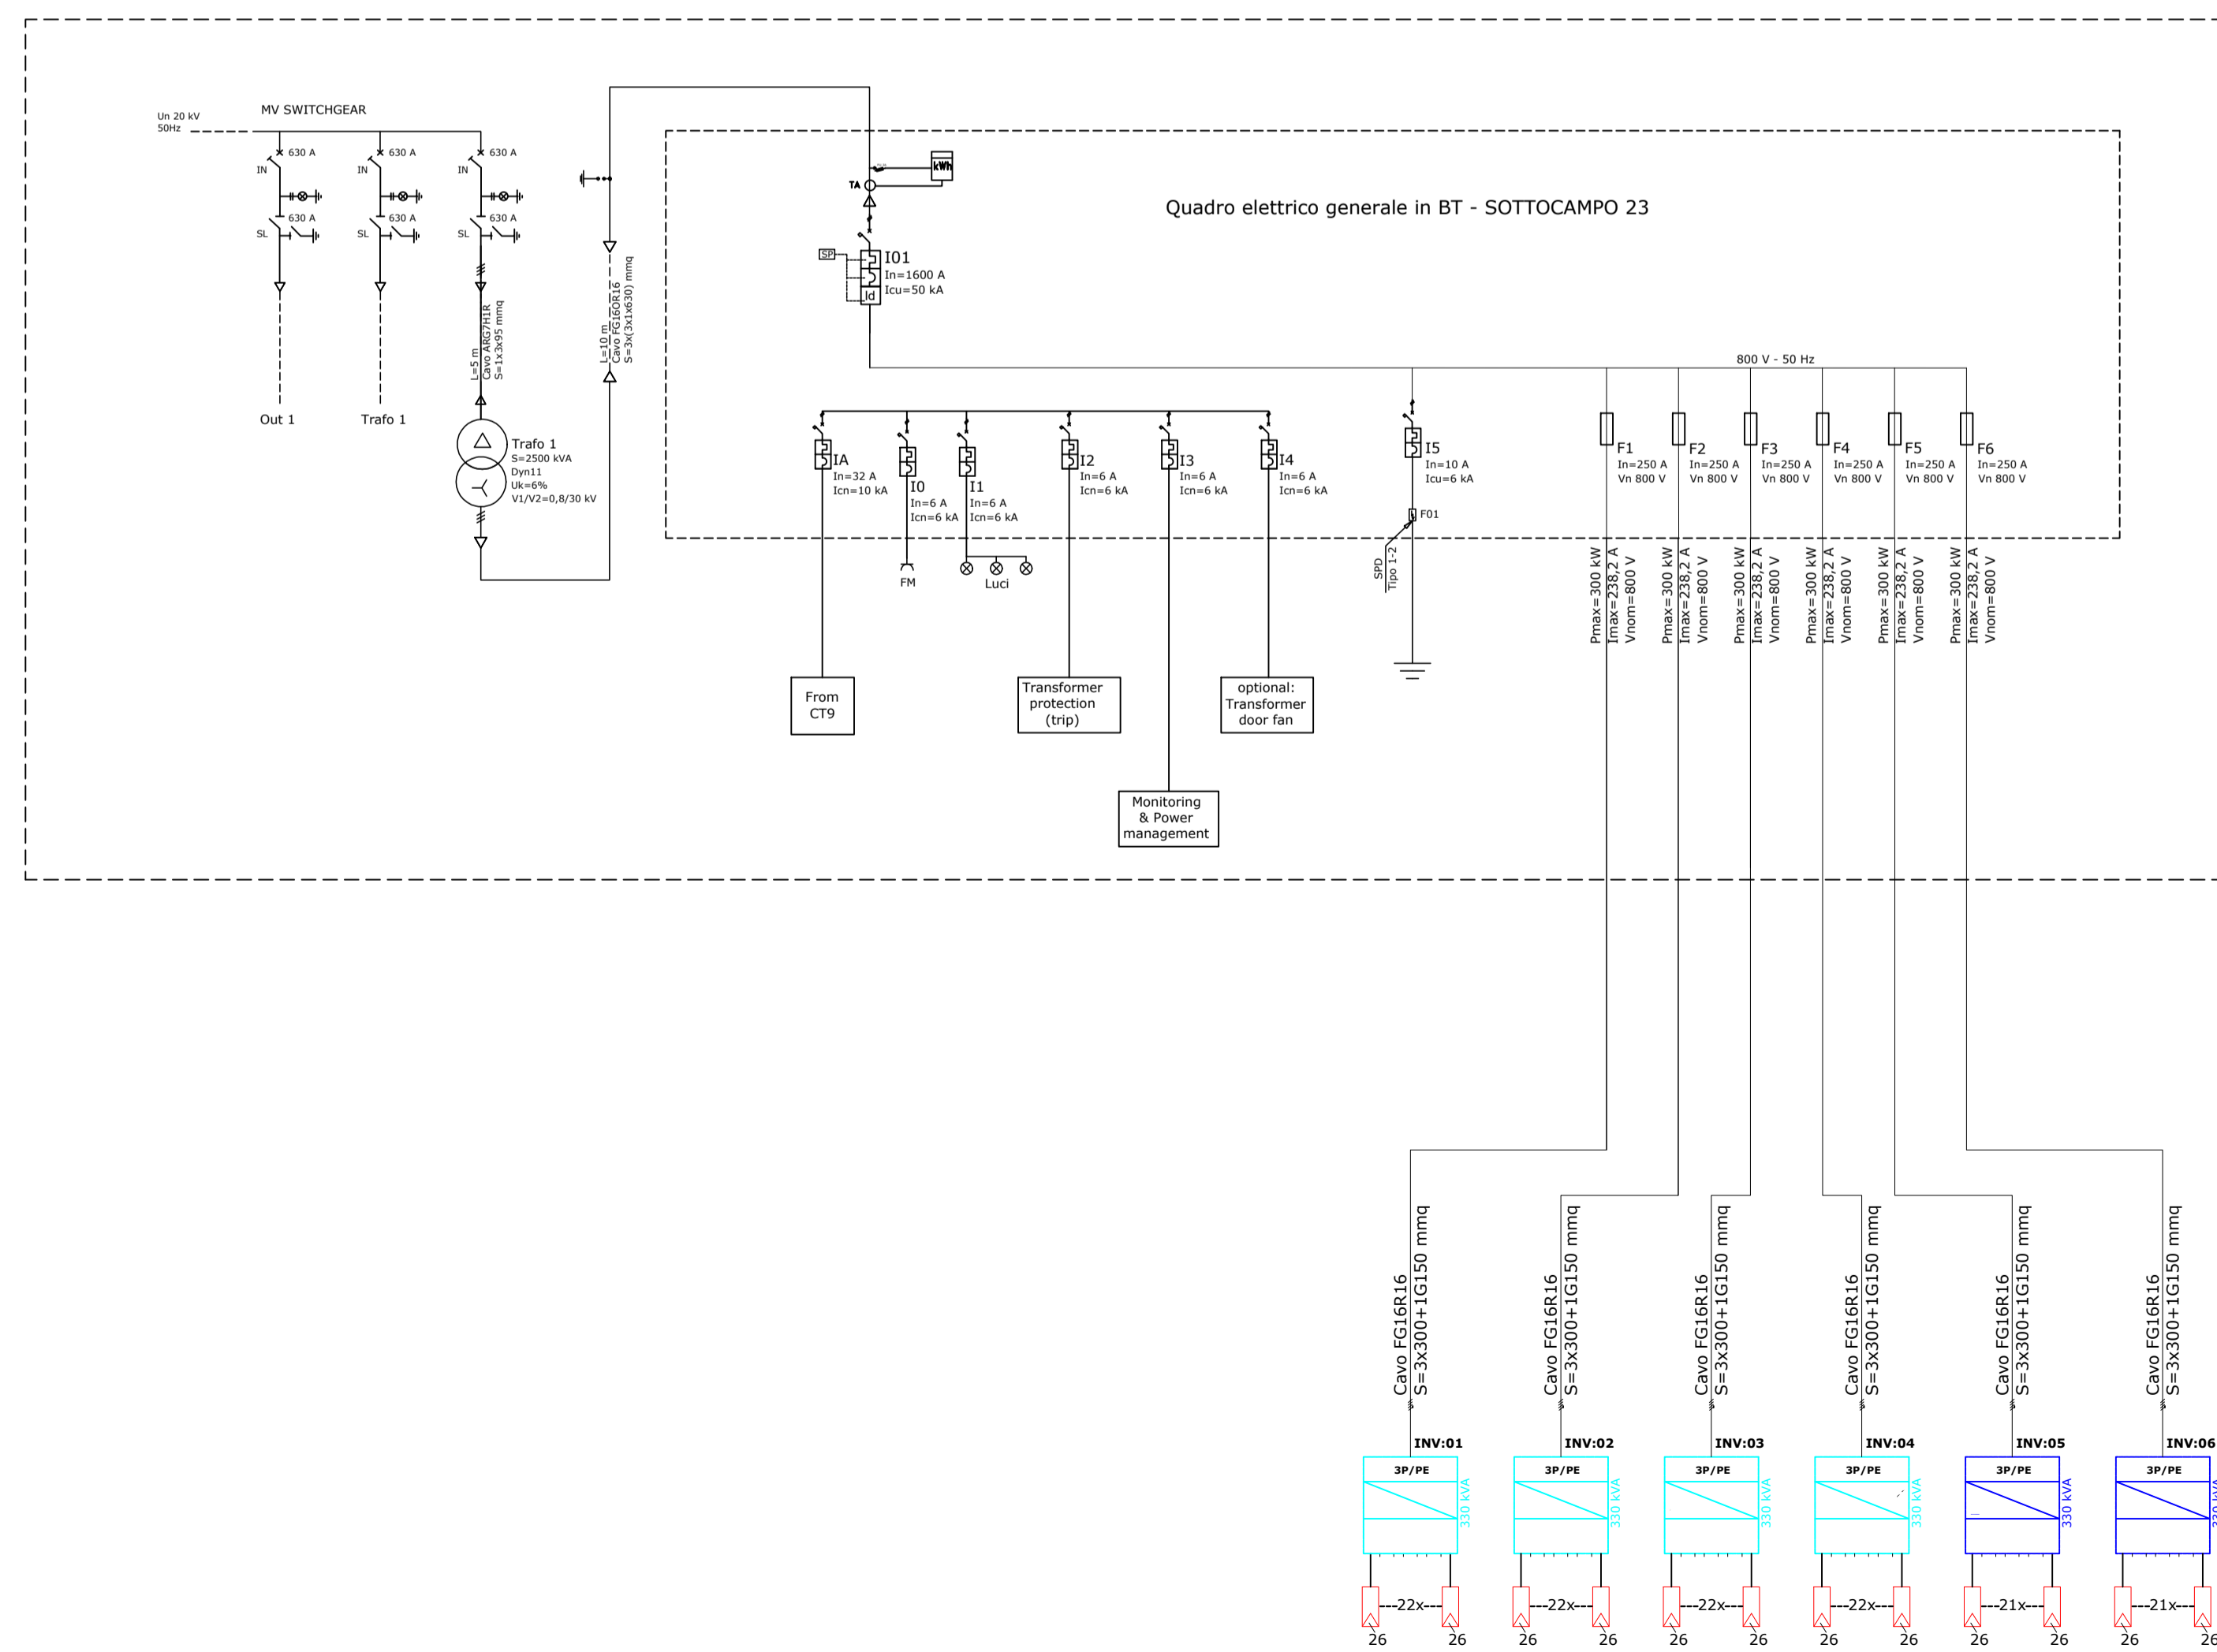 MV SWITCHGEAR
Un 20 kV
50Hz
630 A
630 A
630 A
IN
IN
IN
630 A
630 A
630 A
SL
SL
SL
L=5 m
Cavo ARG7H1R
S=1x3x95 mmq
L=10 m
Cavo FG16OR16
S=3x(3x1x630) mmq
Out 1
Trafo 1
Trafo 1
S=2500 kVA
Dyn11
Uk=6%
V1/V2=0,8/30 kV
kWh
TA
Quadro elettrico generale in BT - SOTTOCAMPO 23
SP
I01
In=1600 A
Icu=50 kA
Id
800 V - 50 Hz
IA
In=32 A
Icn=10 kA
I0
In=6 A
Icn=6 kA
I1
In=6 A
Icn=6 kA
I2
In=6 A
Icn=6 kA
I3
In=6 A
Icn=6 kA
I4
In=6 A
Icn=6 kA
I5
In=10 A
Icu=6 kA
F1
In=250 A
Vn 800 V
F2
In=250 A
Vn 800 V
F3
In=250 A
Vn 800 V
F4
In=250 A
Vn 800 V
F5
In=250 A
Vn 800 V
F6
In=250 A
Vn 800 V
F01
SPD
Tipo 1-2
FM
Luci
Pmax=300 kW
Imax=238,2 A
Vnom=800 V
Pmax=300 kW
Imax=238,2 A
Vnom=800 V
Pmax=300 kW
Imax=238,2 A
Vnom=800 V
Pmax=300 kW
Imax=238,2 A
Vnom=800 V
Pmax=300 kW
Imax=238,2 A
Vnom=800 V
Pmax=300 kW
Imax=238,2 A
Vnom=800 V
From
CT9
Transformer
protection
(trip)
optional:
Transformer
door fan
Monitoring
& Power
management
Cavo FG16R16
S=3x300+1G150 mmq
Cavo FG16R16
S=3x300+1G150 mmq
Cavo FG16R16
S=3x300+1G150 mmq
Cavo FG16R16
S=3x300+1G150 mmq
Cavo FG16R16
S=3x300+1G150 mmq
Cavo FG16R16
S=3x300+1G150 mmq
INV:01
3P/PE
330 kVA
INV:02
3P/PE
330 kVA
INV:03
3P/PE
330 kVA
INV:04
3P/PE
330 kVA
INV:05
3P/PE
330 kVA
INV:06
3P/PE
330 kVA
---22x---
---22x---
---22x---
---22x---
---21x---
---21x---
26 26 26 26 26 26 26 26 26 26 26 26